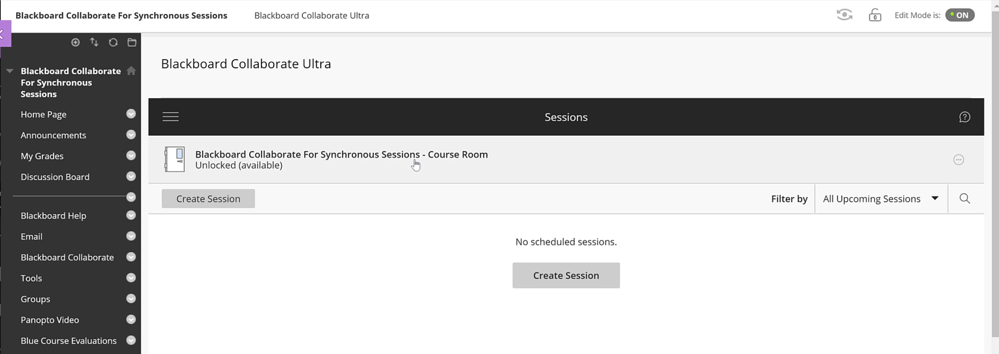 Blackboard Collaborate For Synchronous Sessions
Blackboard Collaborate Ultra
0
Edit Mode is:
ON
Blackboard Collaborate
For Synchronous
Sessions
Home Page
Announcements
My Grades
Discussion Board
Blackboard Help
Email
Blackboard Collaborate
Tools
Groups
Panopto Video
Blue Course Evaluations
Blackboard Collaborate Ultra
Sessions
?
Blackboard Collaborate For Synchronous Sessions - Course Room
Unlocked (available)
Create Session
Filter by
All Upcoming Sessions
No scheduled sessions.
Create Session